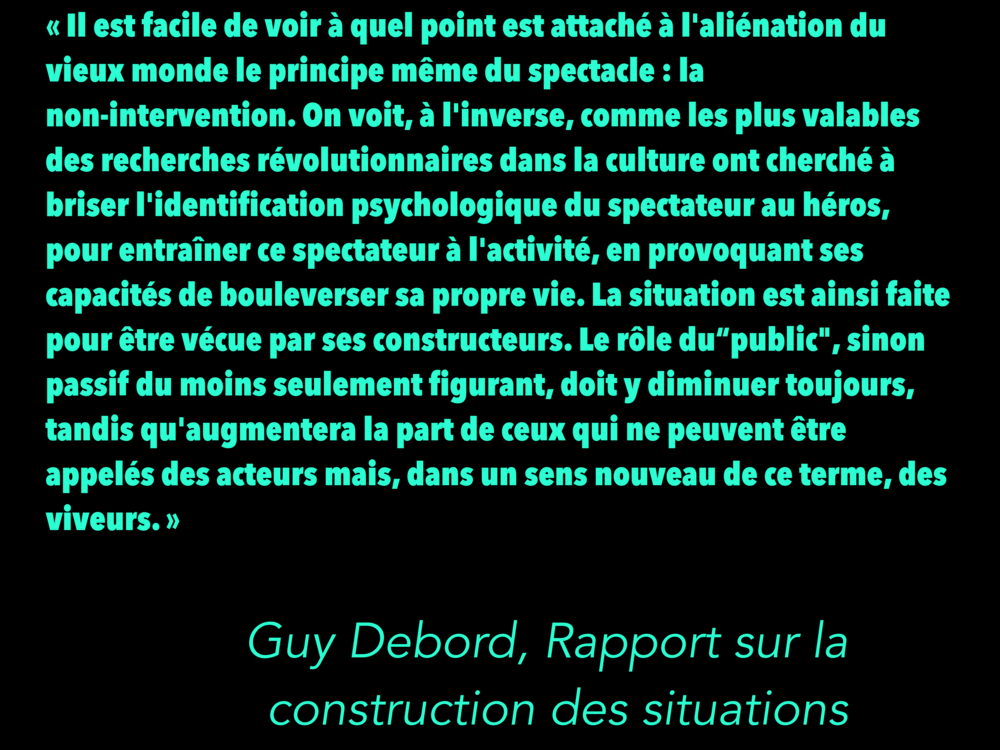 « Il est facile de voir à quel point est attaché à l'aliénation du
vieux monde le principe même du spectacle : la
non-intervention. On voit, à l'inverse, comme les plus valables
des recherches révolutionnaires dans la culture ont cherché à
briser l'identification psychologique du spectateur au héros,
pour entraîner ce spectateur à l'activité, en provoquant ses
capacités de bouleverser sa propre vie. La situation est ainsi faite
pour être vécue par ses constructeurs. Le rôle du”public", sinon
passif du moins seulement figurant, doit y diminuer toujours,
tandis qu'augmentera la part de ceux qui ne peuvent être
appelés des acteurs mais, dans un sens nouveau de ce terme, des
viveurs. »
Guy Debord, Rapport sur la
construction des situations